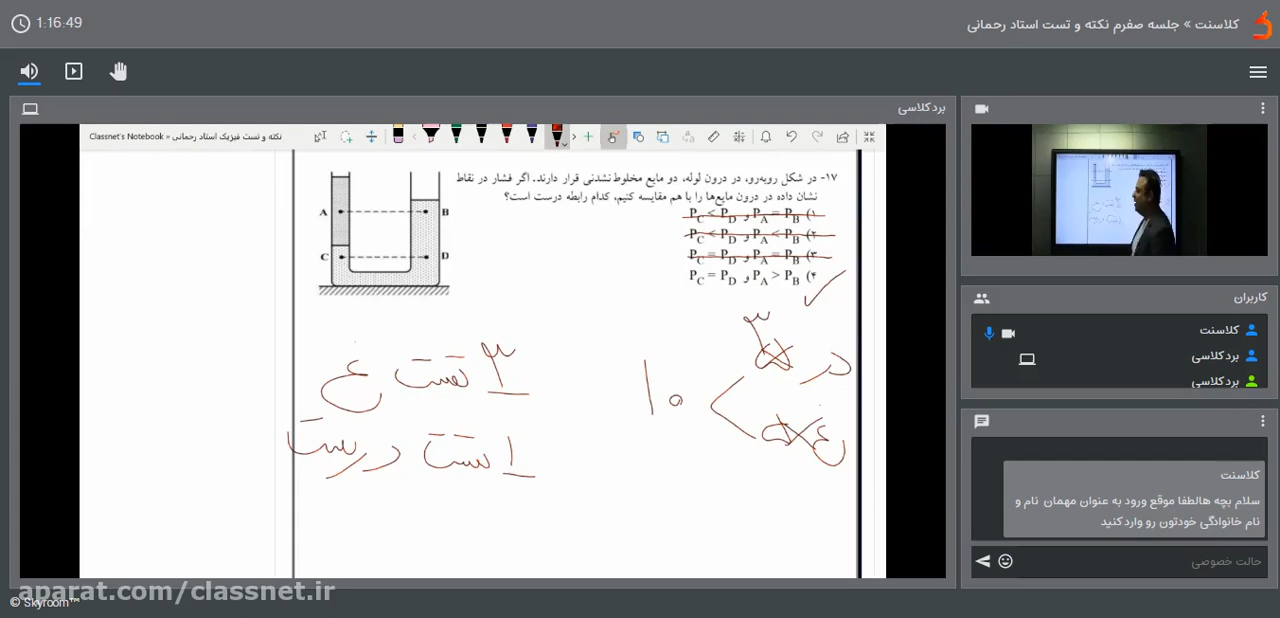 1:16:49
کلاسنت » جلسه صفرم نکته و تست استاد رحمانی
بردکلاسی
Classnet's Notebook » نکته و تست فیزیک استاد رحمانی
۱۷- در شکل روبه‌رو، در درون لوله، دو مایع مخلوط نشدنی قرار دارند. اگر فشار در نقاط
نشان داده در درون مایع‌ها را با هم مقایسه کنیم، کدام رابطه درست است؟
۱) P_A = P_B و P_C < P_D
۲) P_A < P_B و P_C < P_D
۳) P_A = P_B و P_C = P_D
۴) P_A > P_B و P_C = P_D
A B
C D
۳ تست غ
۱ تست درست
۱۰
۳
در
غ
کاربران
کلاسنت
بردکلاسی
بردکلاسی
کلاسنت
سلام بچه هالطفا موقع ورود به عنوان مهمان نام و
نام خانوادگی خودتون رو واردکنید
حالت خصوصی
aparat.com/classnet.ir
© Skyroom™